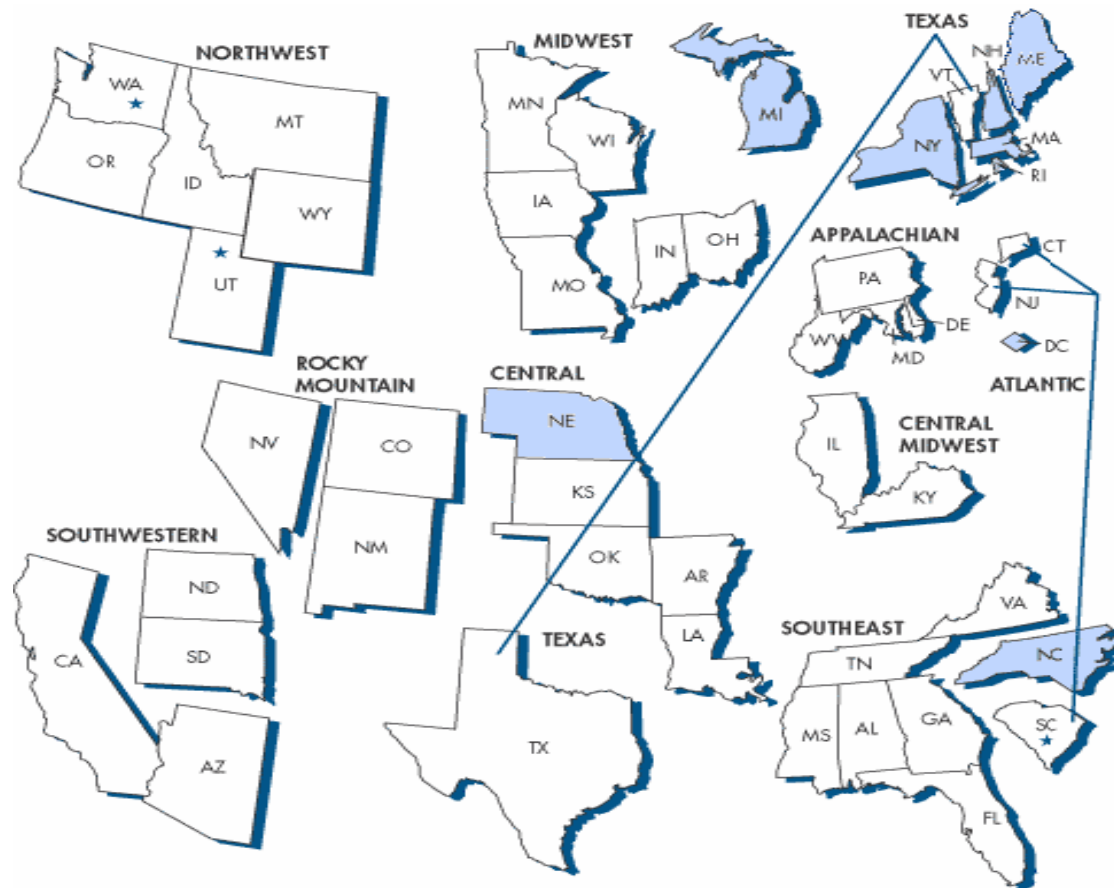 NORTHWEST
WA
MT
OR
ID
WY
UT
MIDWEST
MN
WI
MI
IA
IN
OH
MO
TEXAS
NH
ME
VT
NY
MA
RI
APPALACHIAN
PA
DE
WV
MD
CT
NJ
DC
ATLANTIC
ROCKY
MOUNTAIN
NV
CO
NM
CENTRAL
NE
KS
OK
AR
LA
CENTRAL
MIDWEST
IL
KY
SOUTHWESTERN
ND
SD
CA
AZ
TEXAS
TX
SOUTHEAST
VA
TN
NC
MS
AL
GA
SC
FL